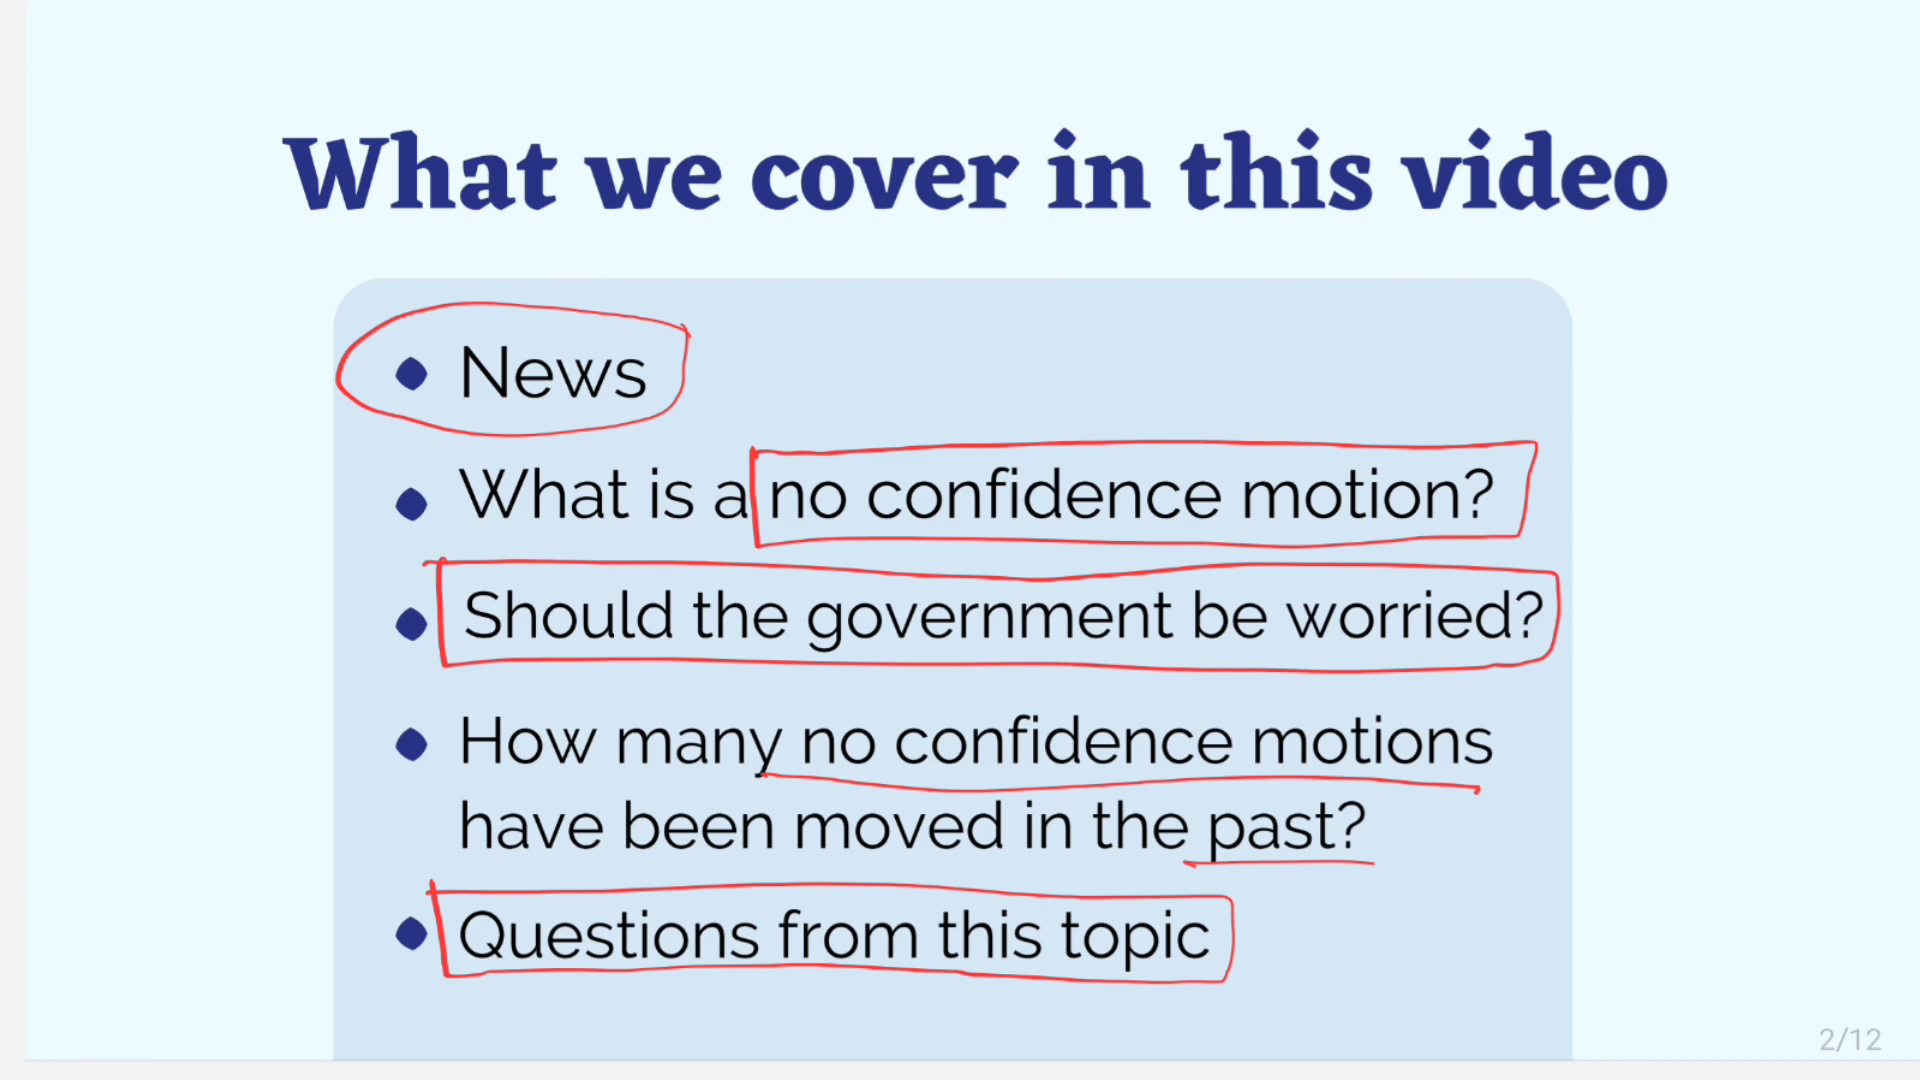 What we cover in this video
News
What is a no confidence motion?
Should the government be worried?
How many no confidence motions
have been moved in the past?
Questions from this topic
2/12